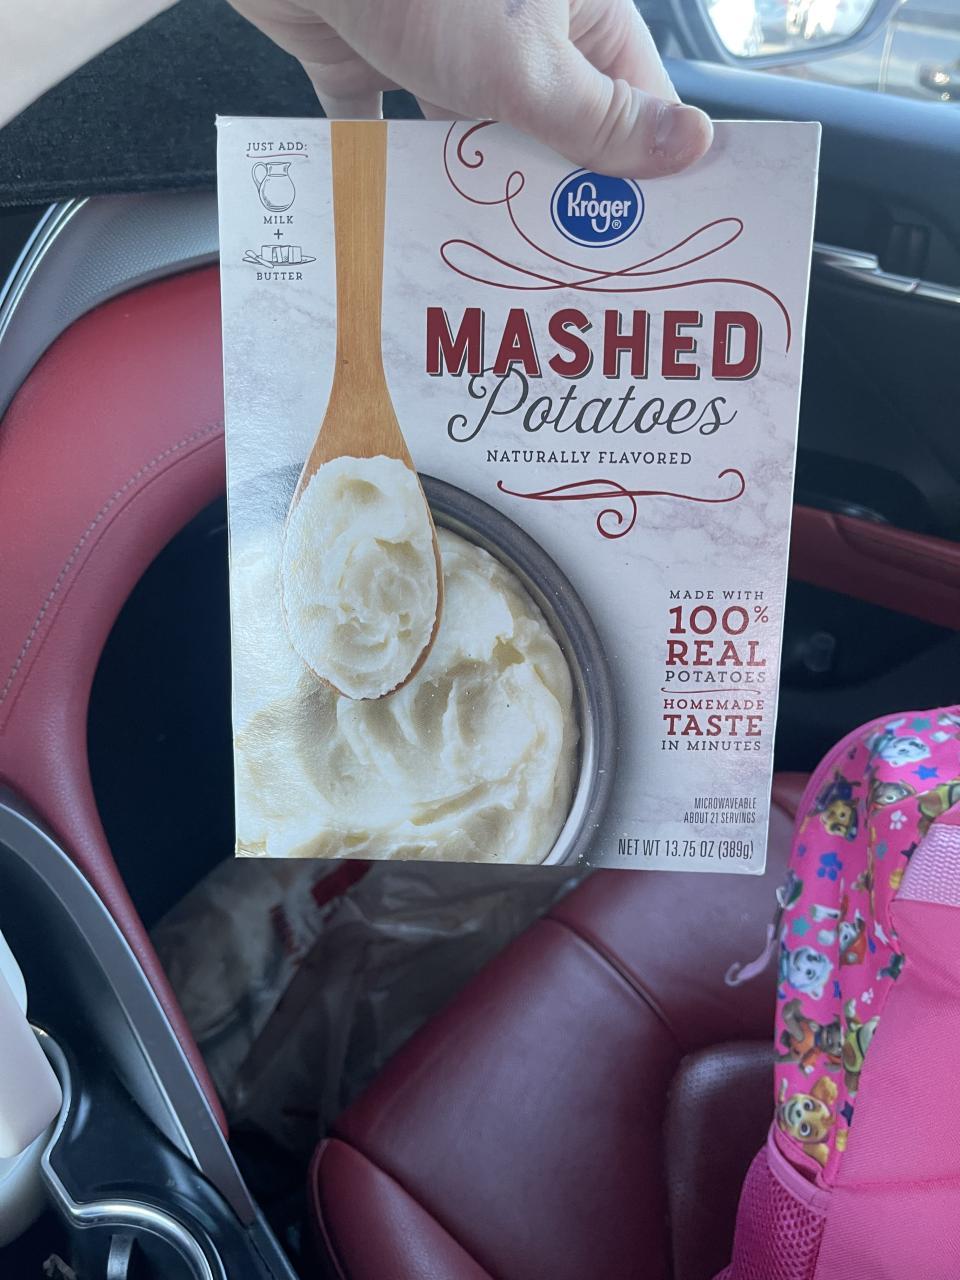 JUST ADD:
MILK
+
BUTTER
Kroger®
MASHED
Potatoes
NATURALLY FLAVORED
MADE WITH
100%
REAL
POTATOES
HOMEMADE
TASTE
IN MINUTES
MICROWAVEABLE
ABOUT 21 SERVINGS
NET WT 13.75 OZ (389g)